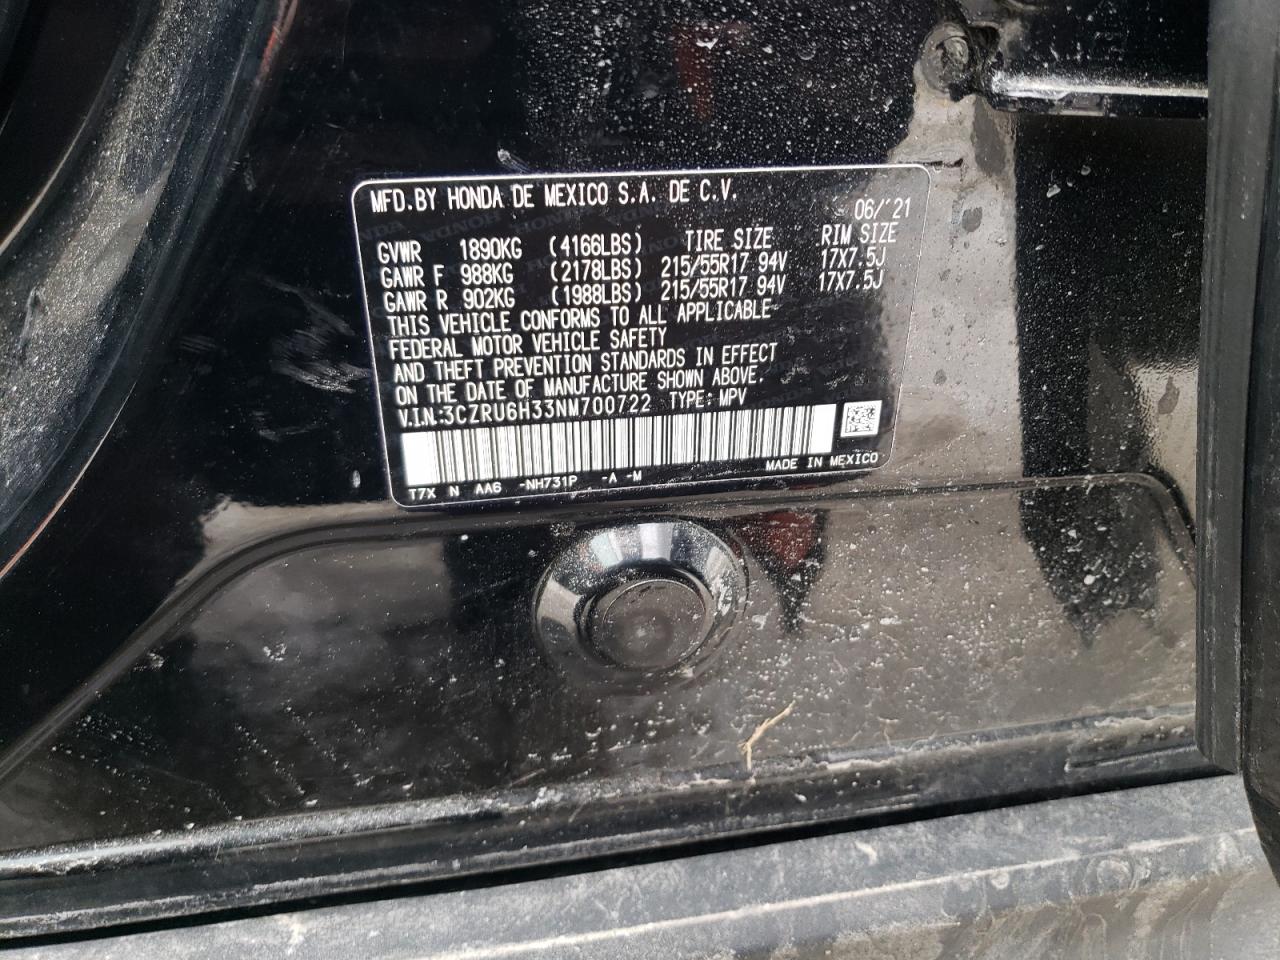 MFD.BY HONDA DE MEXICO S.A. DE C.V.
06/'21
GVWR 1890KG (4166LBS) TIRE SIZE RIM SIZE
GAWR F 988KG (2178LBS) 215/55R17 94V 17X7.5J
GAWR R 902KG (1988LBS) 215/55R17 94V 17X7.5J
THIS VEHICLE CONFORMS TO ALL APPLICABLE
FEDERAL MOTOR VEHICLE SAFETY
AND THEFT PREVENTION STANDARDS IN EFFECT
ON THE DATE OF MANUFACTURE SHOWN ABOVE.
V.I.N:3CZRU6H33NM700722 TYPE: MPV
MADE IN MEXICO
T7X N AA6 -NH731P -A -M